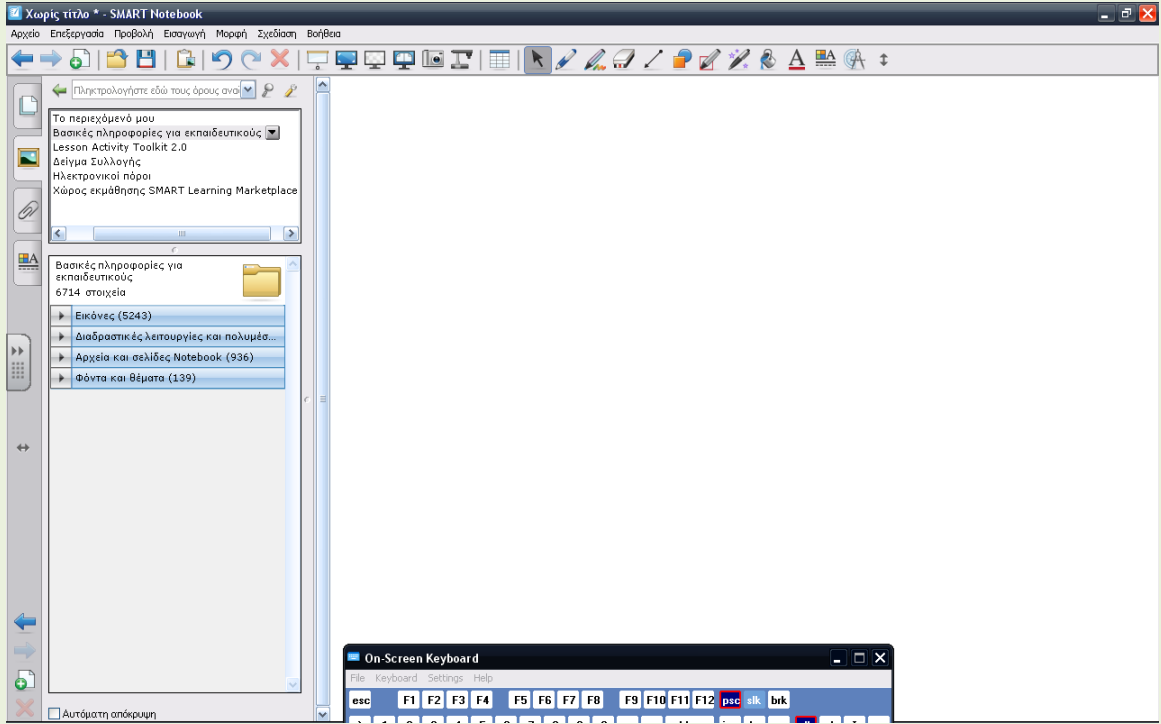 Χωρίς τίτλο * - SMART Notebook
Αρχείο Επεξεργασία Προβολή Εισαγωγή Μορφή Σχεδίαση Βοήθεια
Πληκτρολογήστε εδώ τους όρους ανα
Το περιεχόμενό μου
Βασικές πληροφορίες για εκπαιδευτικούς
Lesson Activity Toolkit 2.0
Δείγμα Συλλογής
Ηλεκτρονικοί πόροι
Χώρος εκμάθησης SMART Learning Marketplace
Βασικές πληροφορίες για
εκπαιδευτικούς
6714 στοιχεία
Εικόνες (5243)
Διαδραστικές λειτουργίες και πολυμέσ...
Αρχεία και σελίδες Notebook (936)
Φόντα και θέματα (139)
On-Screen Keyboard
File Keyboard Settings Help
esc F1 F2 F3 F4 F5 F6 F7 F8 F9 F10 F11 F12 psc slk brk
Αυτόματη απόκρυψη